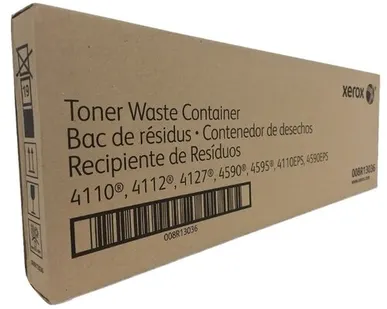 xerox
Toner Waste Container
Bac de résidus · Contenedor de desechos
Recipiente de Resíduos
4110®, 4112®, 4127®, 4590®, 4595®, 4110EPS, 4590EPS
008R13036
008R13036
19